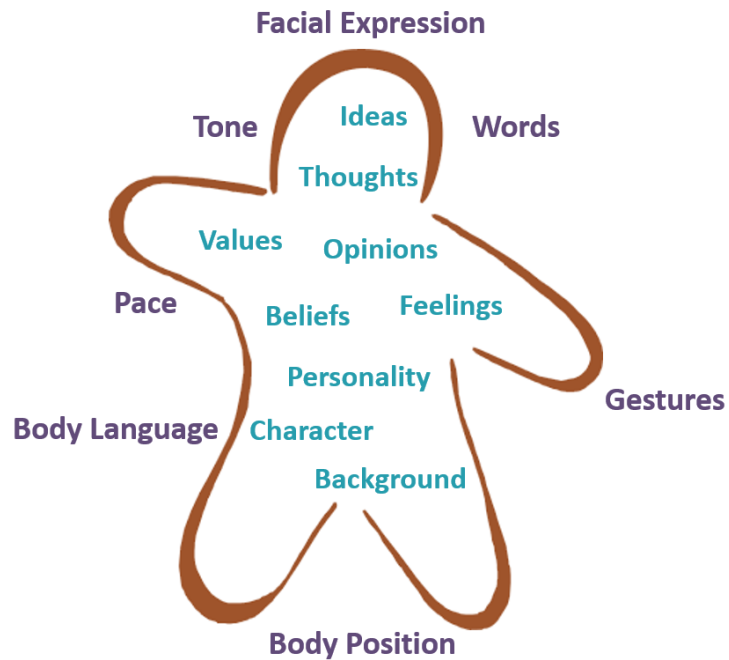 Facial Expression
Tone
Ideas
Words
Thoughts
Values
Opinions
Pace
Beliefs
Feelings
Personality
Gestures
Body Language
Character
Background
Body Position